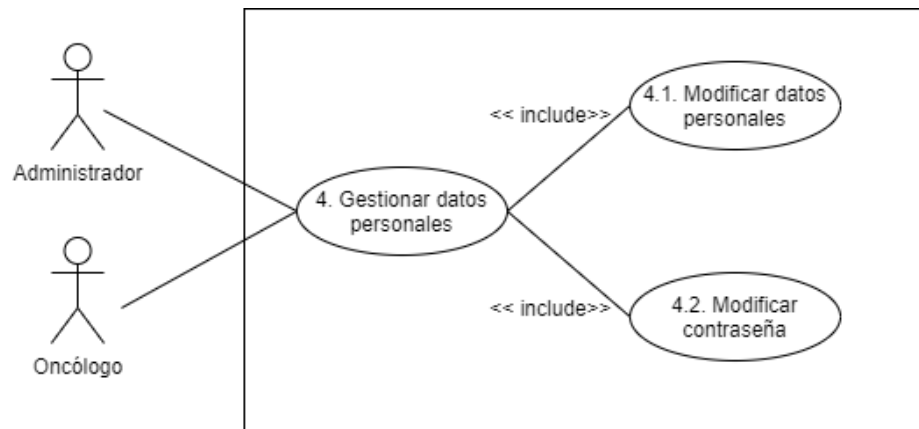 Administrador
Oncólogo
4. Gestionar datos
personales
<< include>>
4.1. Modificar datos
personales
<< include>>
4.2. Modificar
contraseña